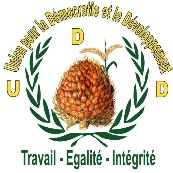 Union pour la Démocratie et le Développement
U D D
Travail - Egalité - Intégrité